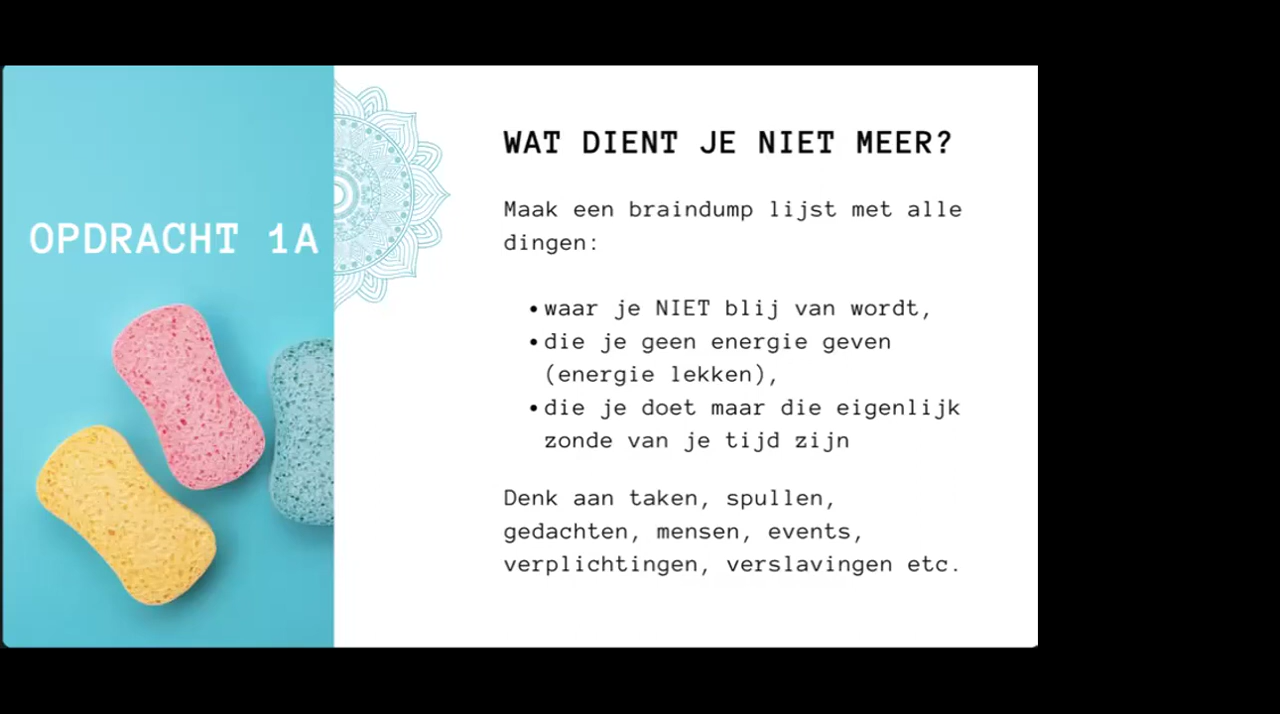 OPDRACHT 1A
WAT DIENT JE NIET MEER?
Maak een braindump lijst met alle
dingen:
• waar je NIET blij van wordt,
• die je geen energie geven
(energie lekken),
• die je doet maar die eigenlijk
zonde van je tijd zijn
Denk aan taken, spullen,
gedachten, mensen, events,
verplichtingen, verslavingen etc.